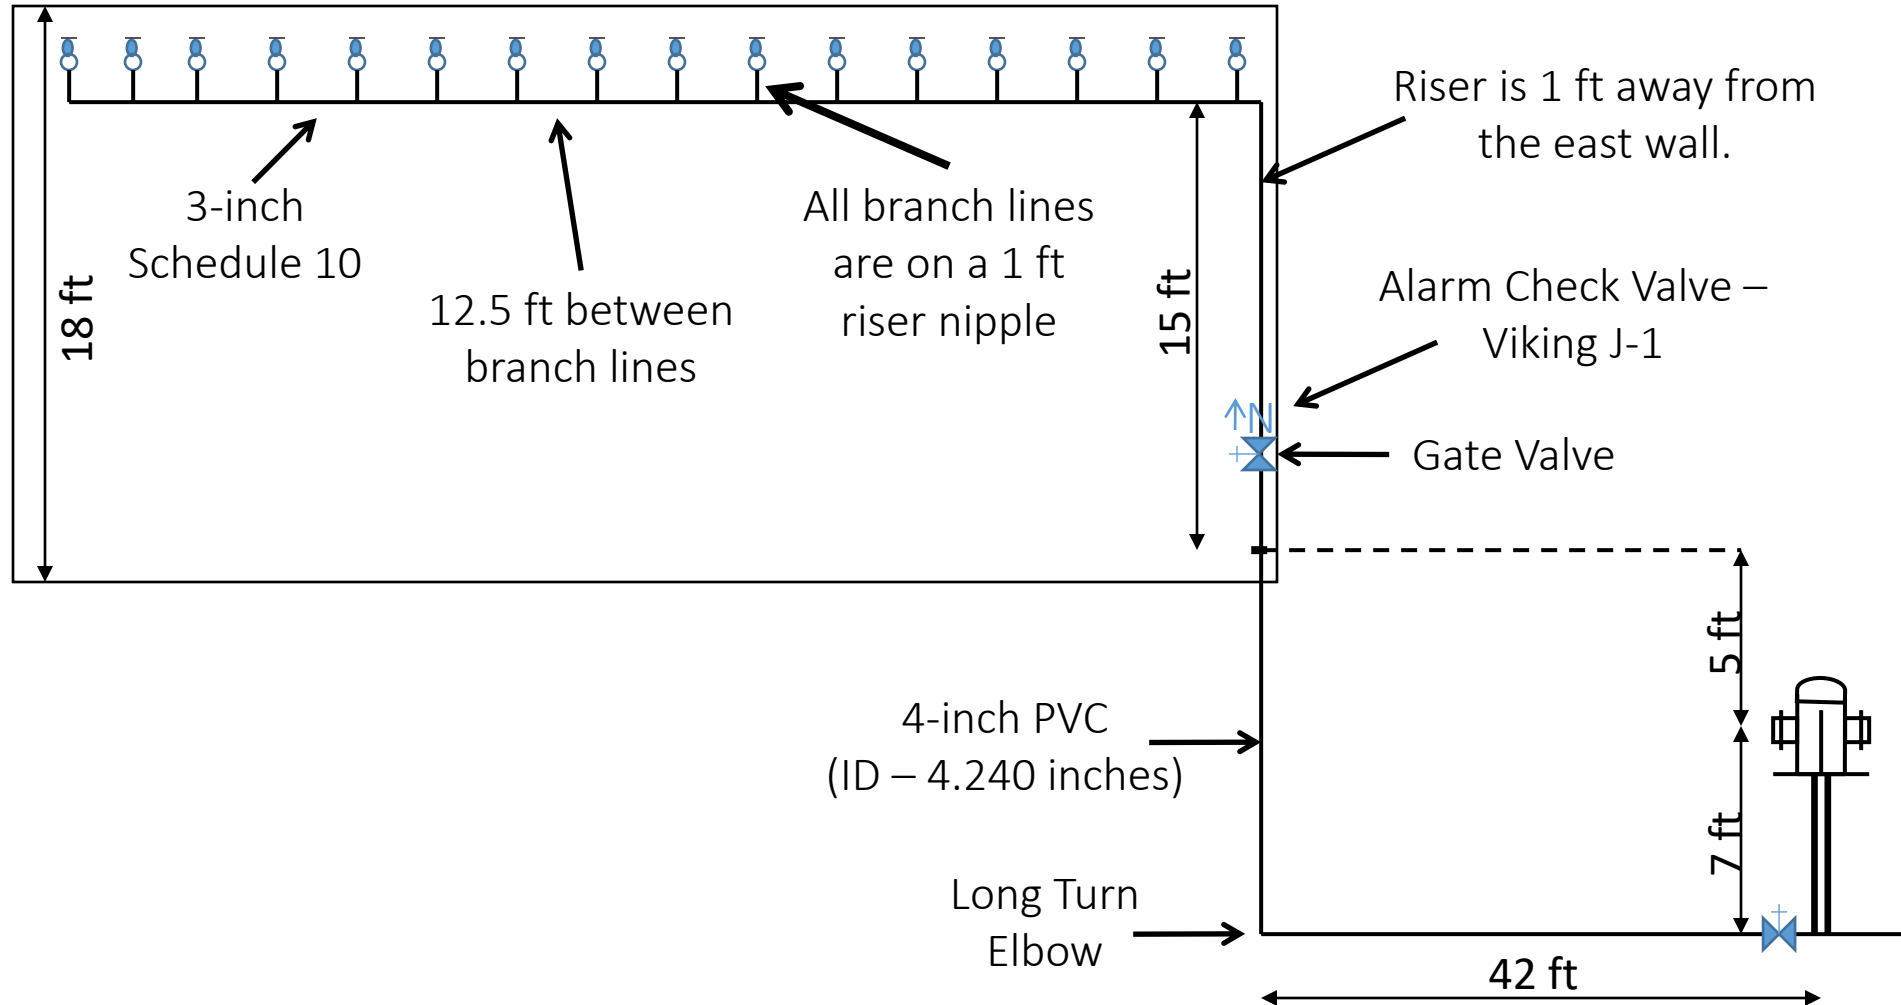 Riser is 1 ft away from
the east wall.
3-inch
Schedule 10
12.5 ft between
branch lines
All branch lines
are on a 1 ft
riser nipple
18 ft
15 ft
Alarm Check Valve –
Viking J-1
N
Gate Valve
5 ft
4-inch PVC
(ID – 4.240 inches)
7 ft
Long Turn
Elbow
42 ft